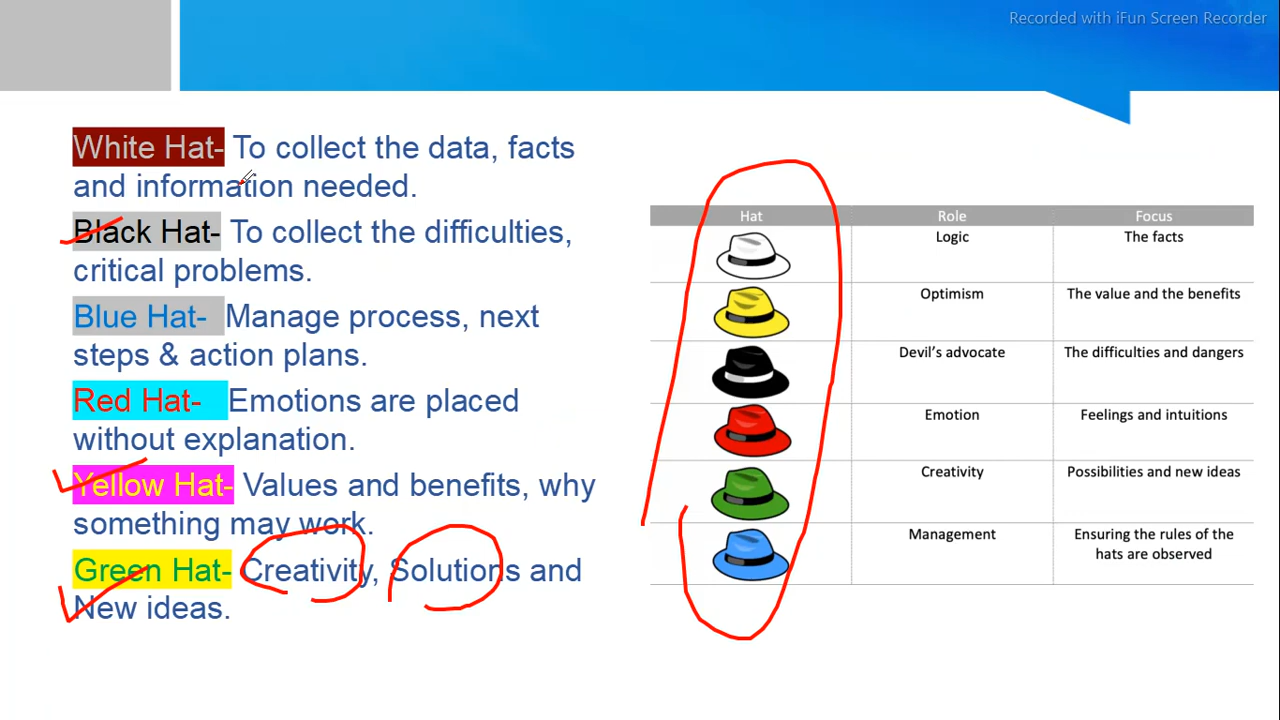 Recorded with iFun Screen Recorder
White Hat- To collect the data, facts
and information needed.
Black Hat- To collect the difficulties,
critical problems.
Blue Hat- Manage process, next
steps & action plans.
Red Hat- Emotions are placed
without explanation.
Yellow Hat- Values and benefits, why
something may work.
Green Hat- Creativity, Solutions and
New ideas.
Hat Role Focus
Logic The facts
Optimism The value and the benefits
Devil's advocate The difficulties and dangers
Emotion Feelings and intuitions
Creativity Possibilities and new ideas
Management Ensuring the rules of the
hats are observed